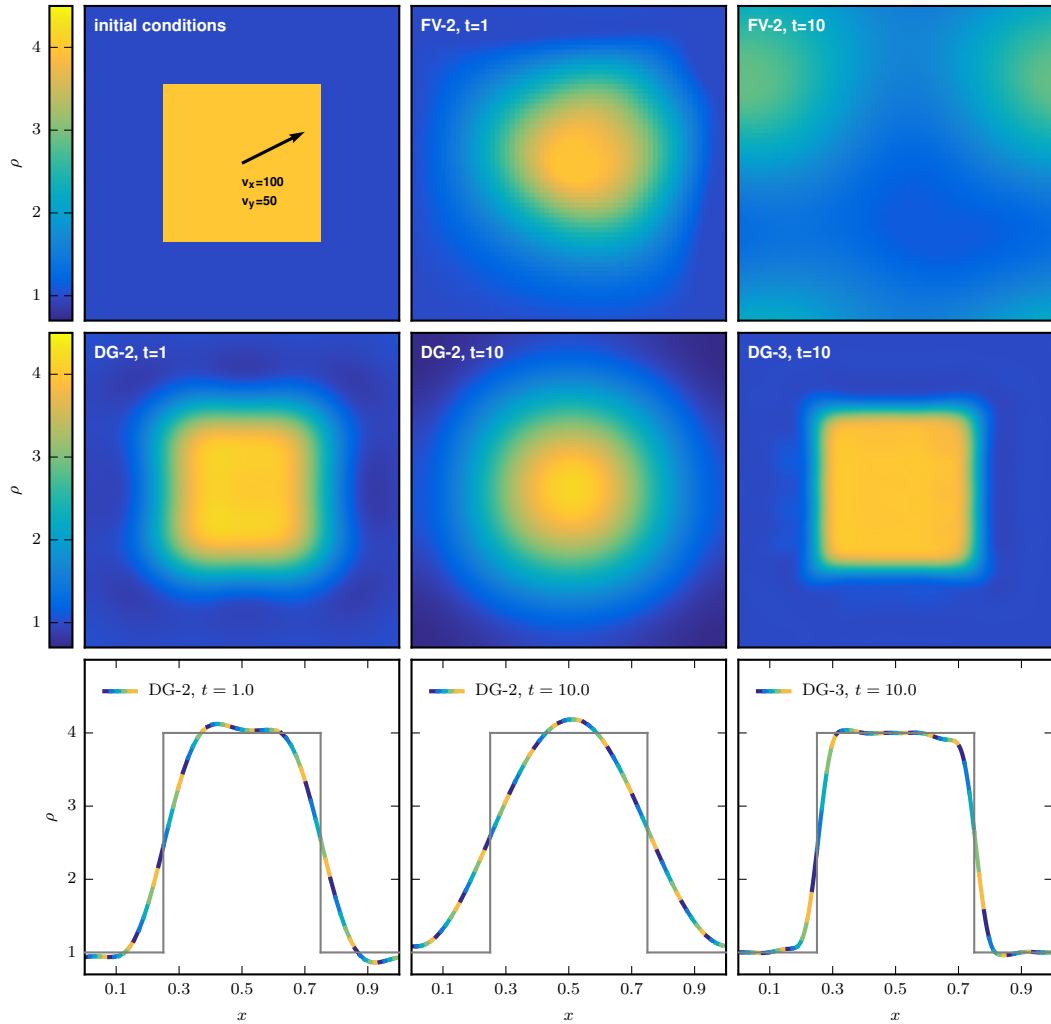 initial conditions
FV-2, t=1
FV-2, t=10
4
3
2
1
ρ
vx=100
vy=50
DG-2, t=1
DG-2, t=10
DG-3, t=10
4
3
2
1
ρ
DG-2, t = 1.0
DG-2, t = 10.0
DG-3, t = 10.0
4
3
2
1
ρ
0.1 0.3 0.5 0.7 0.9
0.1 0.3 0.5 0.7 0.9
0.1 0.3 0.5 0.7 0.9
x
x
x